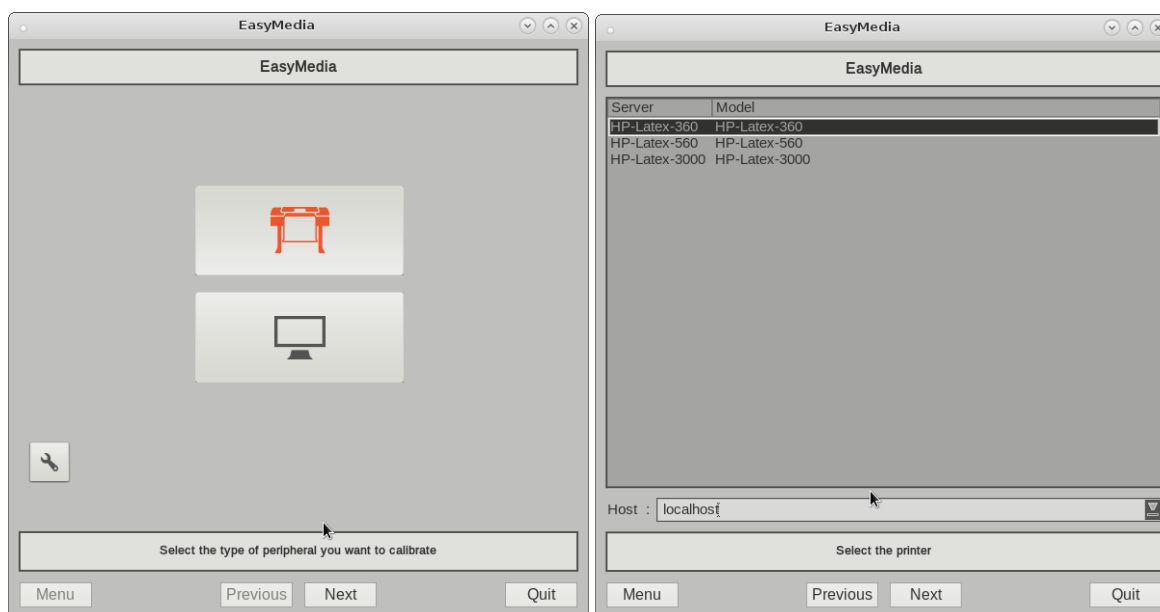 EasyMedia
EasyMedia
Select the type of peripheral you want to calibrate
Menu Previous Next Quit
EasyMedia
EasyMedia
Server Model
HP-Latex-360 HP-Latex-360
HP-Latex-560 HP-Latex-560
HP-Latex-3000 HP-Latex-3000
Host : localhost
Select the printer
Menu Previous Next Quit